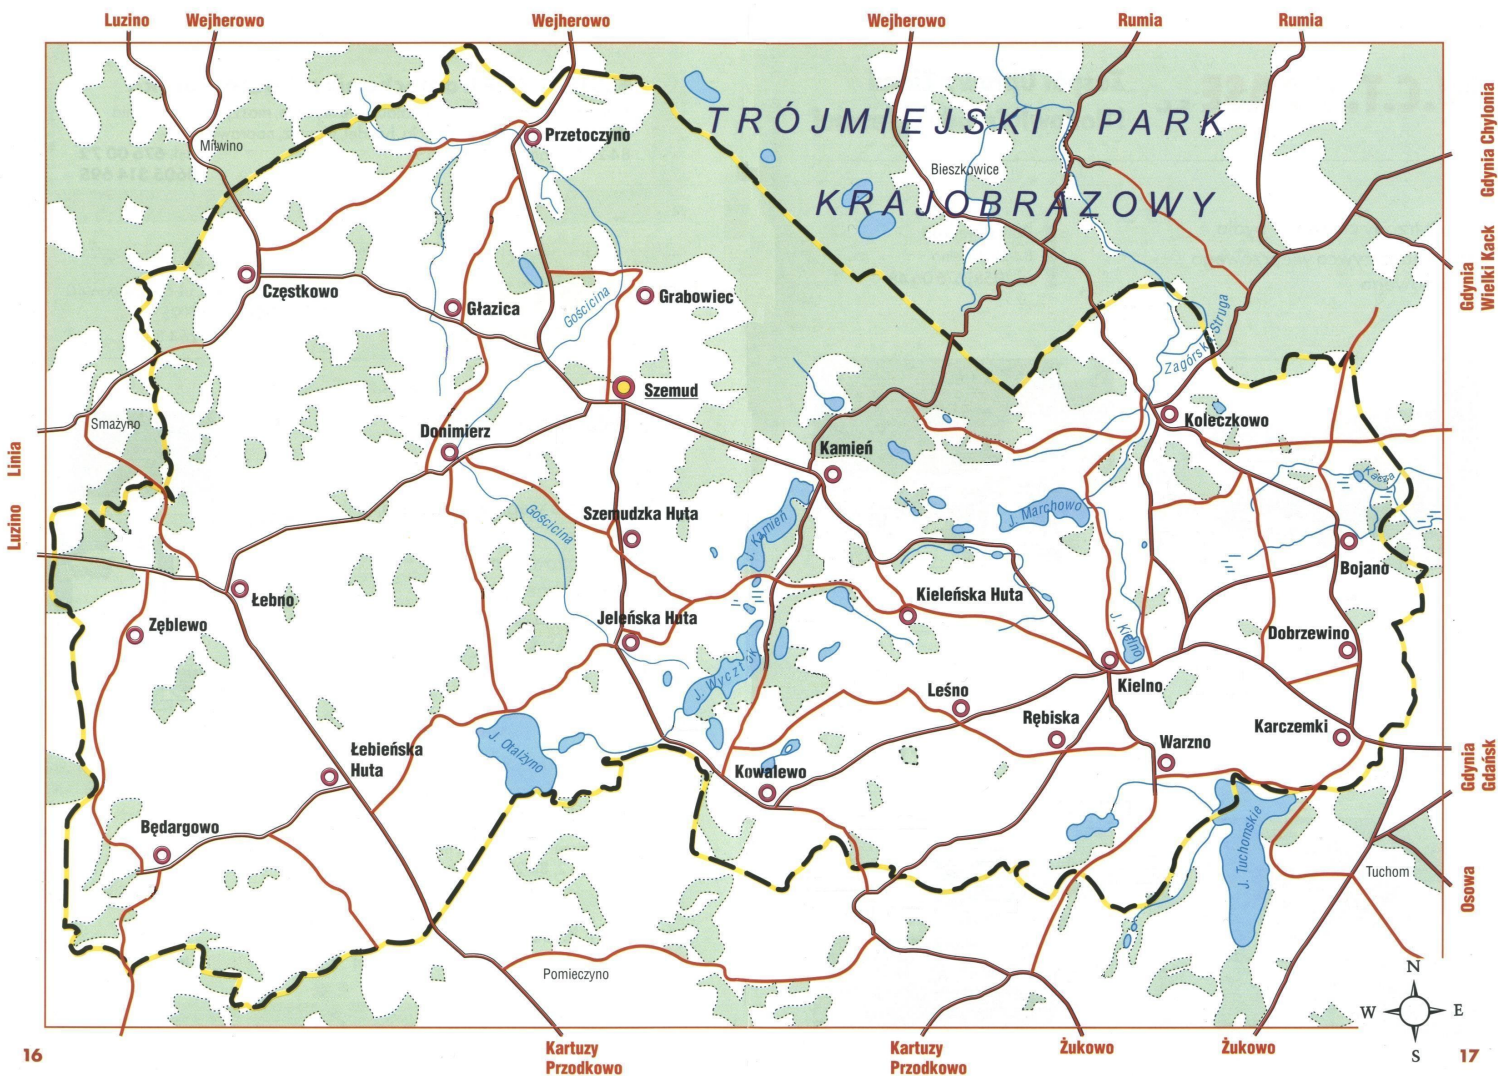 Luzino
Wejherowo
Wejherowo
Wejherowo
Rumia
Rumia
TRÓJMIEJSKI PARK
KRAJOBRAZOWY
Gdynia Chylonia
Milwino
Przetoczyno
Bieszkowice
Gdynia
Wielki Kack
Częstkowo
Głazica
Gościcina
Grabowiec
Zagórska Struga
Szemud
Smażyno
Donimierz
Kamień
Koleczkowo
Linia
Luzino
Kacza
Szemudzka Huta
Gościcina
J. Kamień
J. Marchowo
Bojano
Łebno
Kieleńska Huta
Zęblewo
Jeleńska Huta
J. Kielno
Dobrzewino
J. Wycztok
Kielno
Leśno
Rębiska
Karczemki
Warzno
Łebieńska
Huta
J. Otalżyno
Kowalewo
Gdynia
Gdańsk
Będargowo
J. Tuchomskie
Tuchom
Osowa
Pomieczyno
N
W
E
S
16
Kartuzy
Przodkowo
Kartuzy
Przodkowo
Żukowo
Żukowo
17